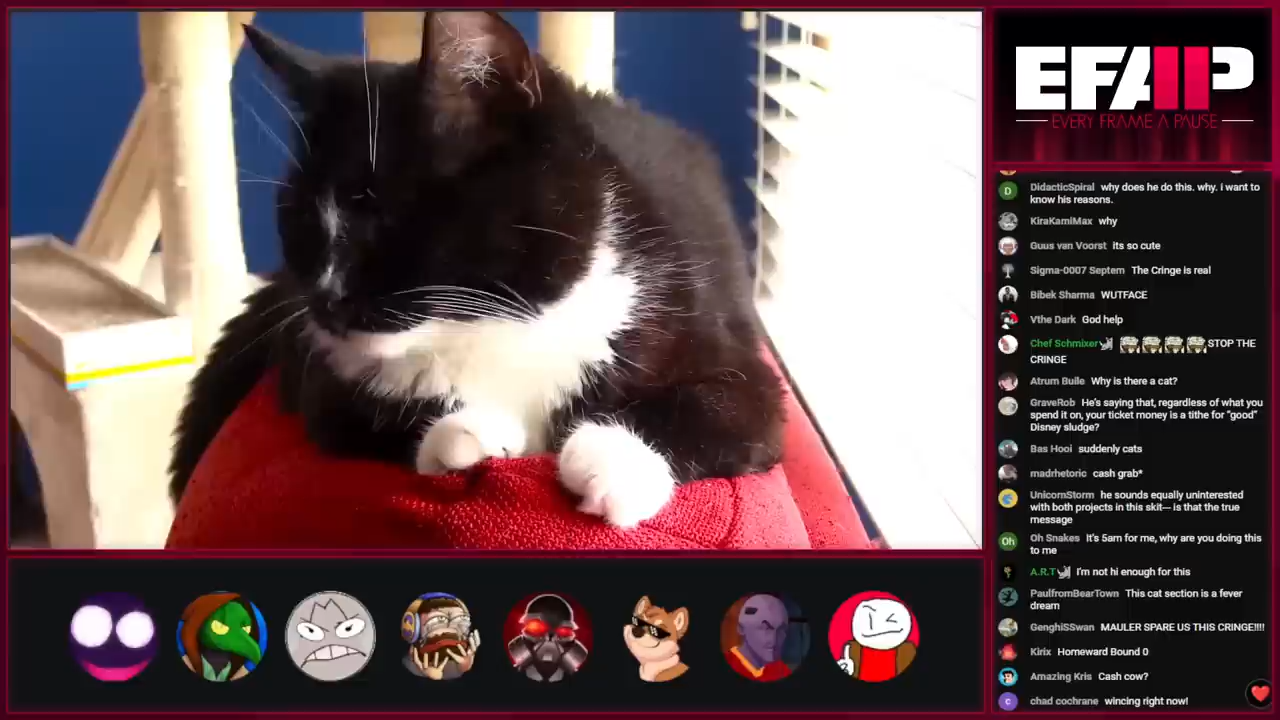 EFAP
EVERY FRAME A PAUSE
DidacticSpiral why does he do this. why. i want to
know his reasons.
KiraKamiMax why
Guus van Voorst its so cute
Sigma-0007 Septem The Cringe is real
Bibek Sharma WUTFACE
Vthe Dark God help
Chef Schmixer STOP THE
CRINGE
Atrum Buile Why is there a cat?
GraveRob He's saying that, regardless of what you
spend it on, your ticket money is a tithe for "good"
Disney sludge?
Bas Hooi suddenly cats
madrhetoric cash grab*
UnicornStorm he sounds equally uninterested
with both projects in this skit--- is that the true
message
Oh Oh Snakes It's 5am for me, why are you doing this
to me
A.R.T I'm not hi enough for this
PaulfromBearTown This cat section is a fever
dream
GenghiSSwan MAULER SPARE US THIS CRINGE!!!!
Kirix Homeward Bound 0
Amazing Kris Cash cow?
chad cochrane wincing right now!